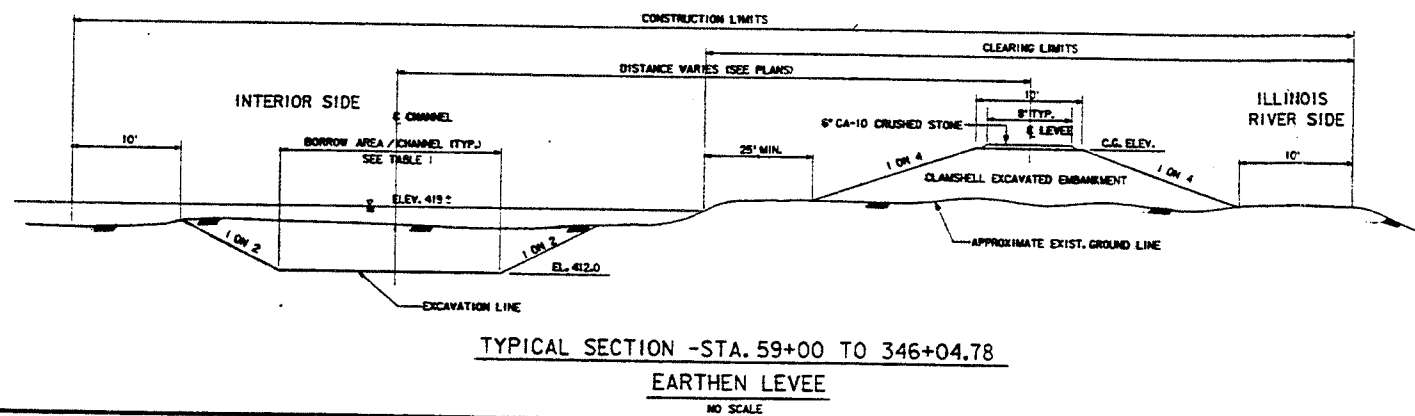 CONSTRUCTION LIMITS
CLEARING LIMITS
DISTANCE VARIES (SEE PLANS)
INTERIOR SIDE
ILLINOIS
RIVER SIDE
10'
8' TYP.
6" CA-10 CRUSHED STONE
℄ LEVEE
℄ CHANNEL
10'
BORROW AREA/CHANNEL (TYP.)
SEE TABLE 1
25' MIN.
1 ON 4
C.G. ELEV.
1 ON 4
10'
CLAMSHELL EXCAVATED EMBANKMENT
ELEV. 419±
1 ON 2
1 ON 2
EL. 412.0
APPROXIMATE EXIST. GROUND LINE
EXCAVATION LINE
TYPICAL SECTION -STA. 59+00 TO 346+04.78
EARTHEN LEVEE
NO SCALE